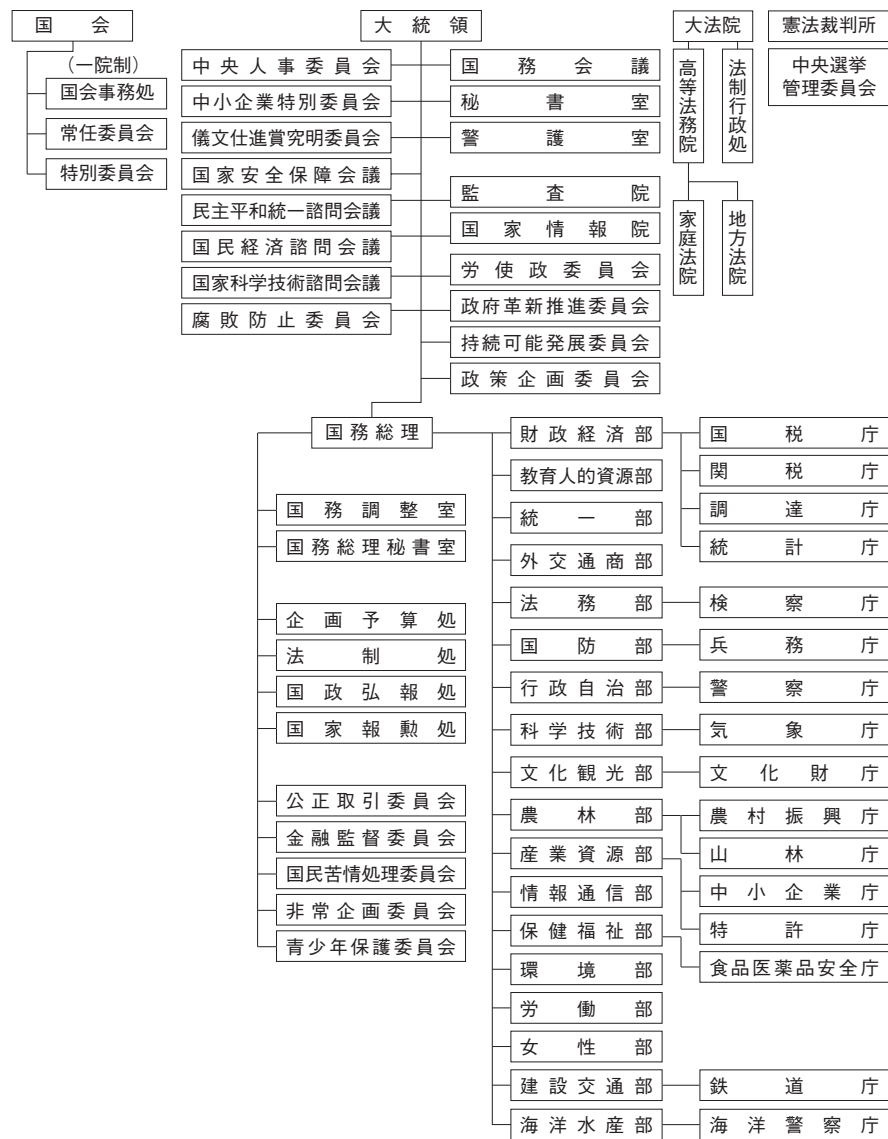 国会
(一院制)
国会事務処
常任委員会
特別委員会
大統領
中央人事委員会
中小企業特別委員会
儀文仕進賞究明委員会
国家安全保障会議
民主平和統一諮問会議
国民経済諮問会議
国家科学技術諮問会議
腐敗防止委員会
国務会議
秘書室
警護室
監査院
国家情報院
労使政委員会
政府革新推進委員会
持続可能発展委員会
政策企画委員会
大法院
高等法務院
法制行政処
家庭法院
地方法院
憲法裁判所
中央選挙
管理委員会
国務総理
国務調整室
国務総理秘書室
企画予算処
法制処
国政弘報処
国家報勲処
公正取引委員会
金融監督委員会
国民苦情処理委員会
非常企画委員会
青少年保護委員会
財政経済部
教育人的資源部
統一部
外交通商部
法務部
国防部
行政自治部
科学技術部
文化観光部
農林部
産業資源部
情報通信部
保健福祉部
環境部
労働部
女性部
建設交通部
海洋水産部
国税庁
関税庁
調達庁
統計庁
検察庁
兵務庁
警察庁
気象庁
文化財庁
農村振興庁
山林庁
中小企業庁
特許庁
食品医薬品安全庁
鉄道庁
海洋警察庁